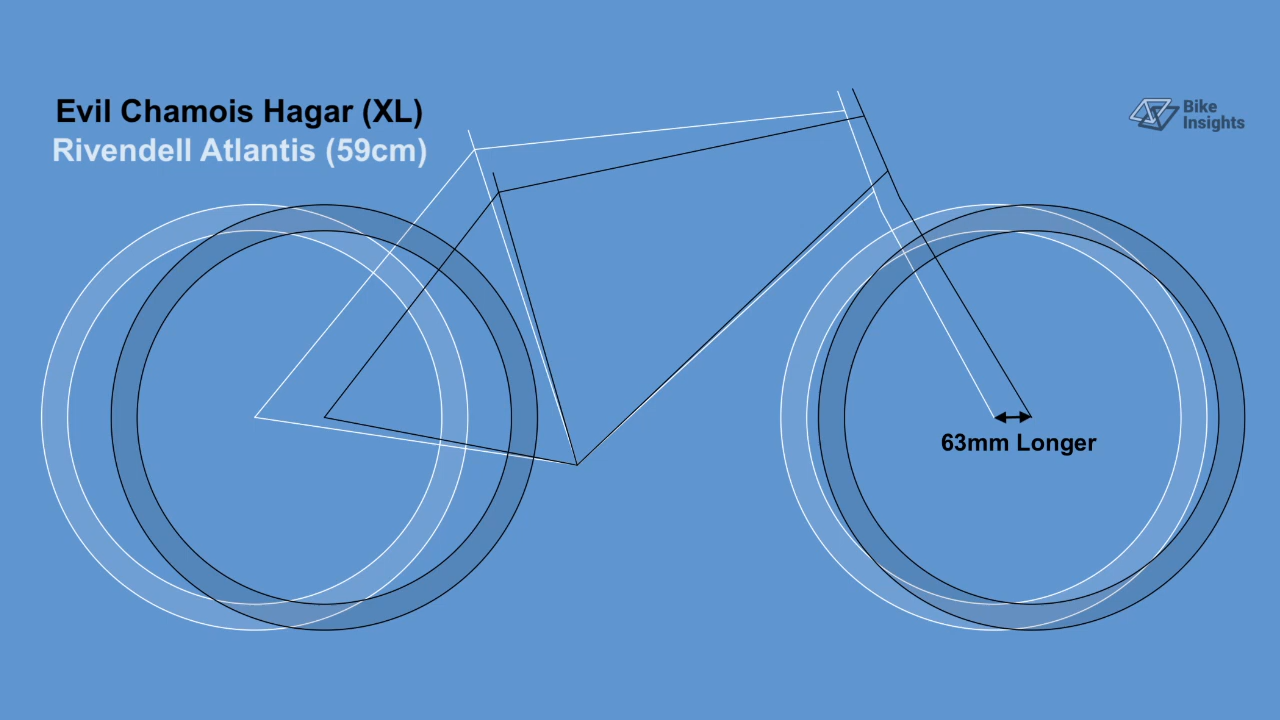 Evil Chamois Hagar (XL)
Rivendell Atlantis (59cm)
Bike
Insights
63mm Longer